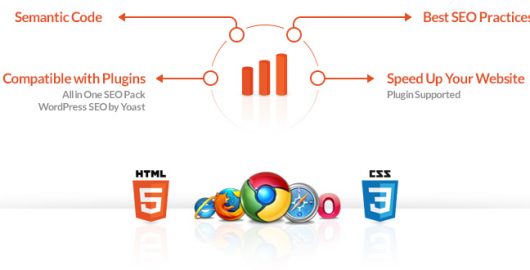 Semantic Code
Best SEO Practices
Compatible with Plugins
All in One SEO Pack
WordPress SEO by Yoast
Speed Up Your Website
Plugin Supported
HTML
5
CSS
3